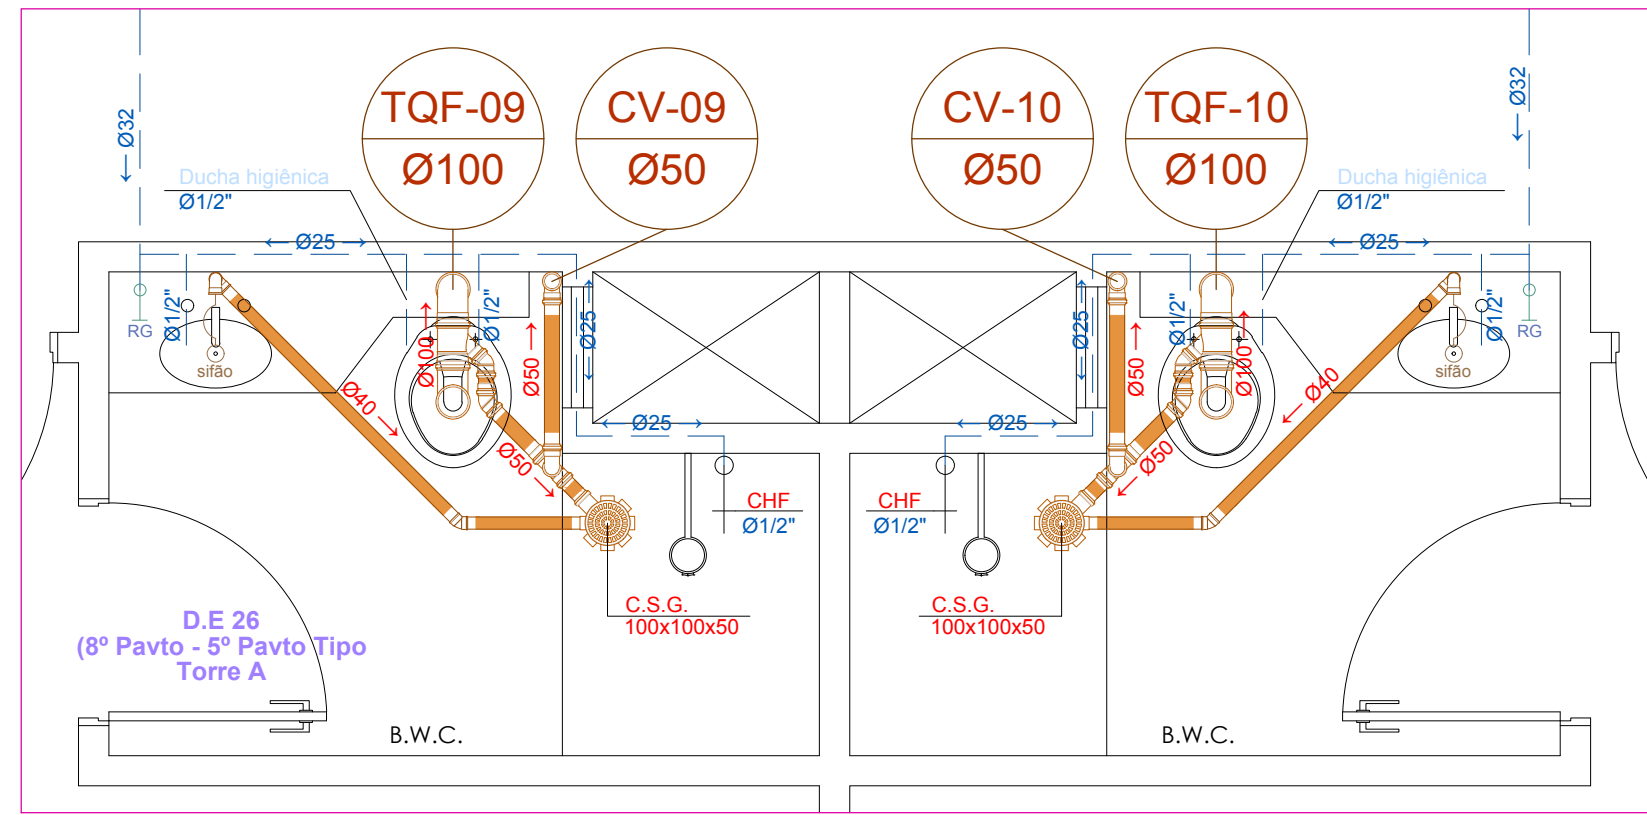 TQF-09
Ø100
CV-09
Ø50
CV-10
Ø50
TQF-10
Ø100
Ø32
Ø32
Ducha higiênica
Ø1/2"
Ducha higiênica
Ø1/2"
Ø25
Ø25
RG
Ø1/2"
sifão
Ø100
Ø1/2"
Ø50
Ø25
Ø25
Ø50
Ø1/2"
Ø100
Ø1/2"
RG
sifão
Ø40
Ø40
Ø25
Ø25
Ø50
Ø50
CHF
Ø1/2"
CHF
Ø1/2"
C.S.G.
100x100x50
C.S.G.
100x100x50
D.E 26
(8º Pavto - 5º Pavto Tipo
Torre A
B.W.C.
B.W.C.